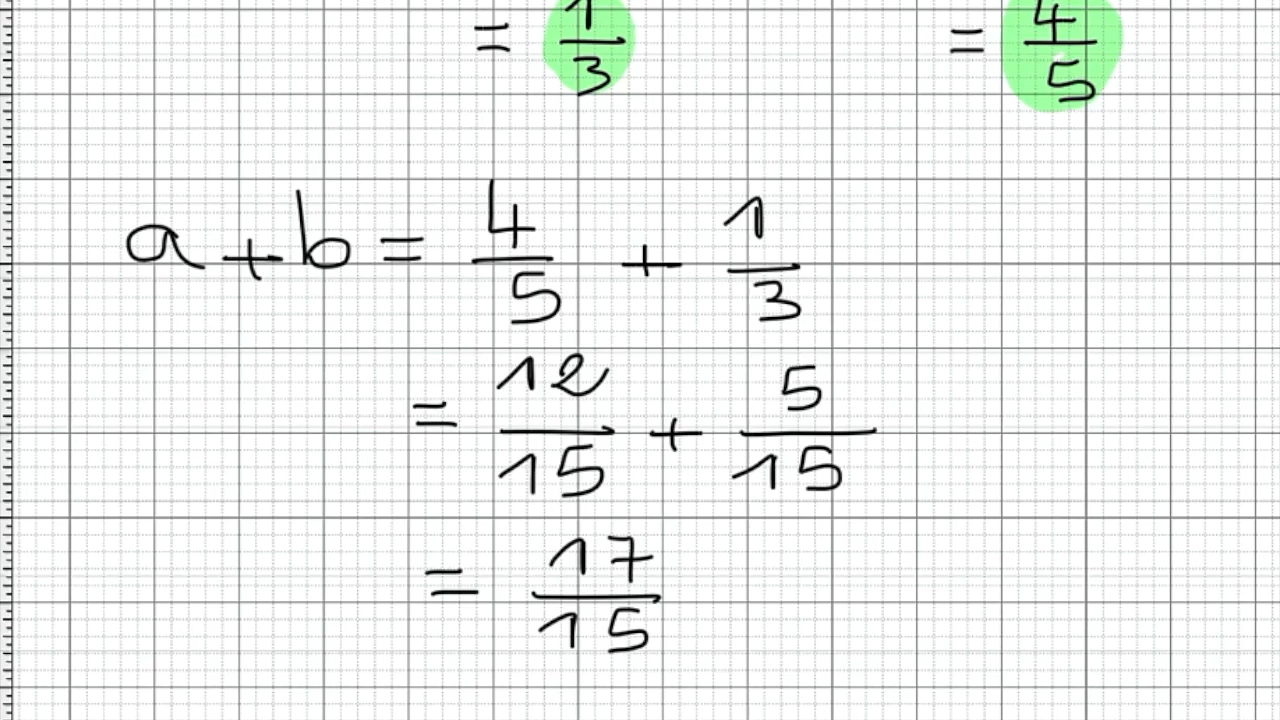 = 1/3 = 4/5
a + b = 4/5 + 1/3
= 12/15 + 5/15
= 17/15